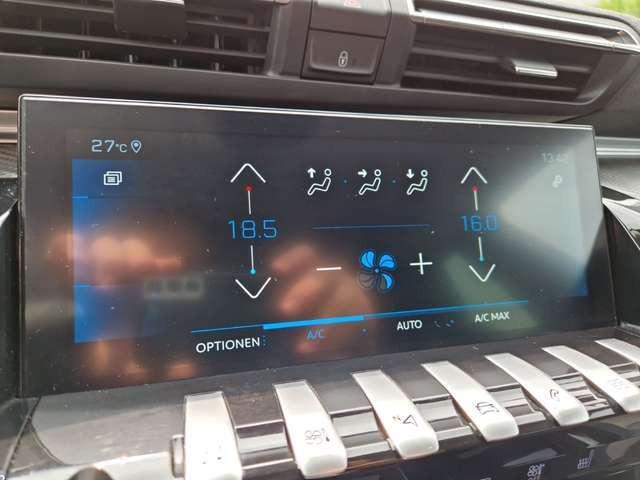 27°C
13:42
18.5
16.0
OPTIONEN
A/C
AUTO
A/C MAX